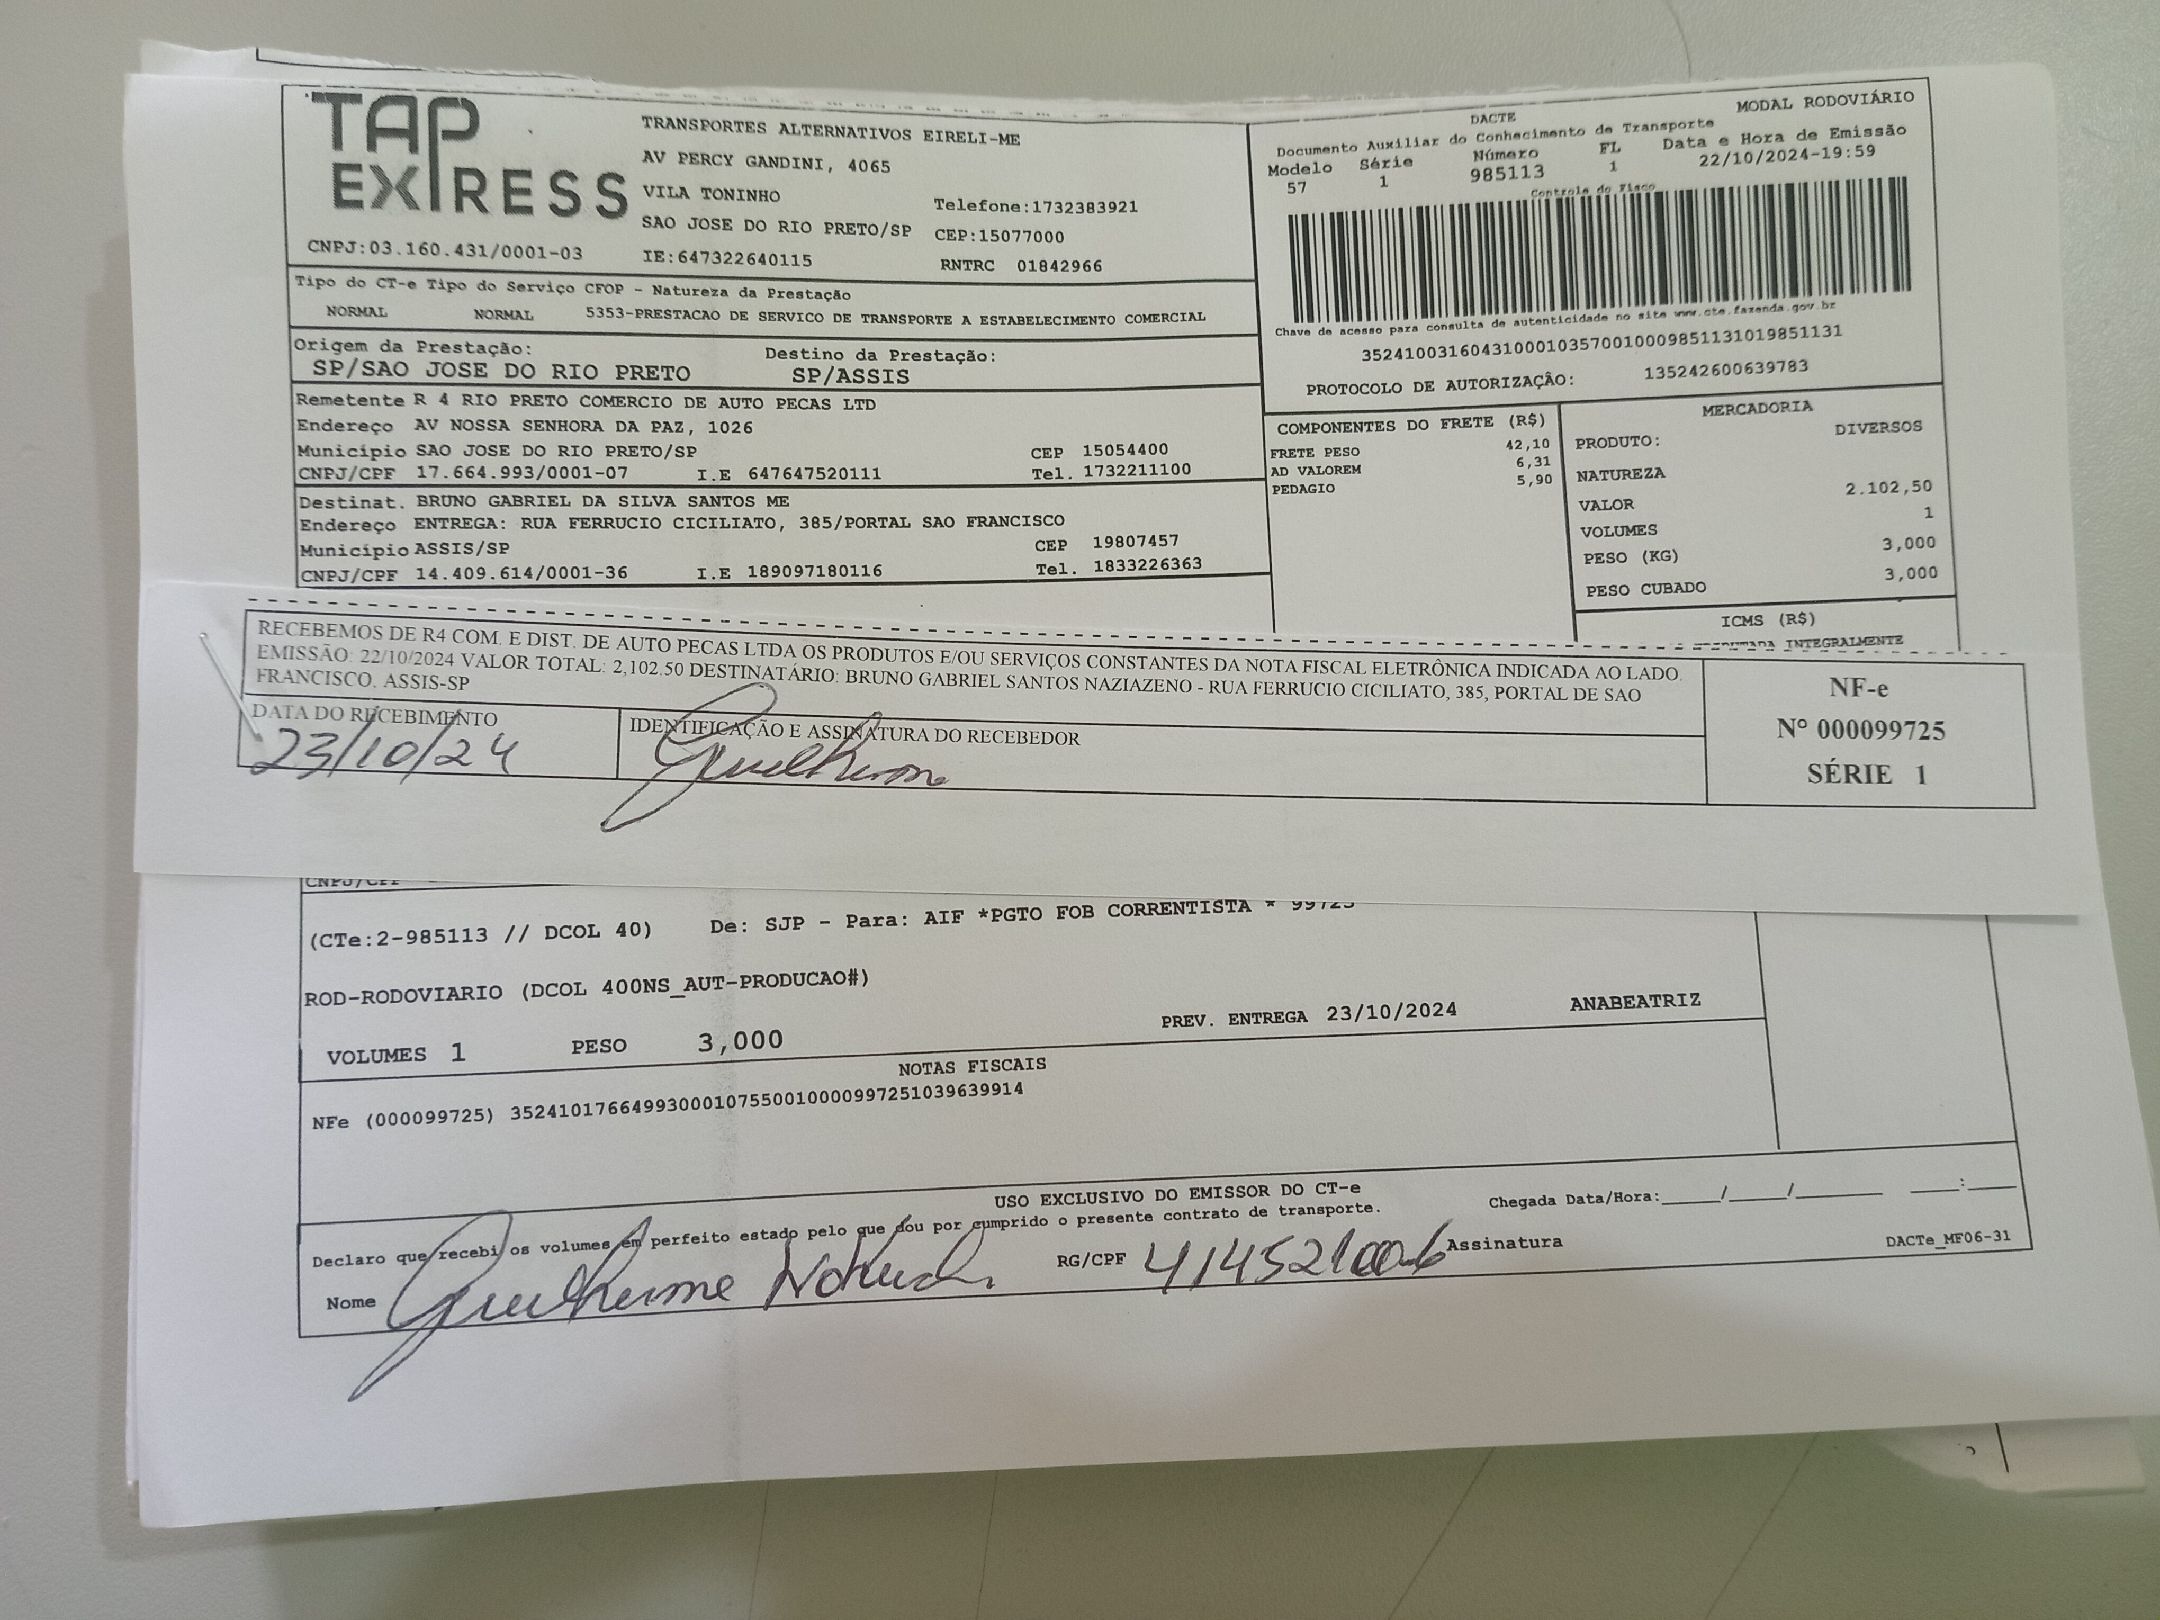 TAP EXPRESS
TRANSPORTES ALTERNATIVOS EIRELI-ME
AV PERCY GANDINI, 4065
VILA TONINHO
Telefone:1732383921
SAO JOSE DO RIO PRETO/SP CEP:15077000
CNPJ:03.160.431/0001-03 IE:647322640115 RNTRC 01842966
DACTE MODAL RODOVIÁRIO
Documento Auxiliar do Conhecimento de Transporte
Modelo Série Número FL Data e Hora de Emissão
57 1 985113 1 22/10/2024-19:59
Controle do Fisco
Chave de acesso para consulta de autenticidade no site www.cte.fazenda.gov.br
35241003160431000103570010009851131019851131
PROTOCOLO DE AUTORIZAÇÃO: 135242600639783
Tipo do CT-e Tipo do Serviço CFOP - Natureza da Prestação
NORMAL NORMAL 5353-PRESTACAO DE SERVICO DE TRANSPORTE A ESTABELECIMENTO COMERCIAL
Origem da Prestação: Destino da Prestação:
SP/SAO JOSE DO RIO PRETO SP/ASSIS
Remetente R 4 RIO PRETO COMERCIO DE AUTO PECAS LTD
Endereço AV NOSSA SENHORA DA PAZ, 1026
Município SAO JOSE DO RIO PRETO/SP CEP 15054400
CNPJ/CPF 17.664.993/0001-07 I.E 647647520111 Tel. 1732211100
Destinat. BRUNO GABRIEL DA SILVA SANTOS ME
Endereço ENTREGA: RUA FERRUCIO CICILIATO, 385/PORTAL SAO FRANCISCO
Município ASSIS/SP CEP 19807457
CNPJ/CPF 14.409.614/0001-36 I.E 189097180116 Tel. 1833226363
COMPONENTES DO FRETE (R$)
FRETE PESO 42,10
AD VALOREM 6,31
PEDAGIO 5,90
MERCADORIA
PRODUTO: DIVERSOS
NATUREZA
VALOR 2.102,50
VOLUMES 1
PESO (KG) 3,000
PESO CUBADO 3,000
ICMS (R$)
INTEGRALMENTE
RECEBEMOS DE R4 COM. E DIST. DE AUTO PECAS LTDA OS PRODUTOS E/OU SERVIÇOS CONSTANTES DA NOTA FISCAL ELETRÔNICA INDICADA AO LADO.
EMISSÃO: 22/10/2024 VALOR TOTAL: 2,102.50 DESTINATÁRIO: BRUNO GABRIEL SANTOS NAZIAZENO - RUA FERRUCIO CICILIATO, 385, PORTAL DE SAO
FRANCISCO. ASSIS-SP
DATA DO RECEBIMENTO IDENTIFICAÇÃO E ASSINATURA DO RECEBEDOR
23/10/24 Guilherme
NF-e
Nº 000099725
SÉRIE 1
CNPJ/CPF
(CTe:2-985113 // DCOL 40) De: SJP - Para: AIF *PGTO FOB CORRENTISTA * 99725
ROD-RODOVIARIO (DCOL 400NS_AUT-PRODUCAO#)
PREV. ENTREGA 23/10/2024 ANABEATRIZ
VOLUMES 1 PESO 3,000
NOTAS FISCAIS
NFe (000099725) 35241017664993000107550010000997251039639914
USO EXCLUSIVO DO EMISSOR DO CT-e
Chegada Data/Hora:____/____/____ ____:____
Declaro que recebi os volumes em perfeito estado pelo que dou por cumprido o presente contrato de transporte.
Nome Guilherme RG/CPF Assinatura
DACTe_MF06-31